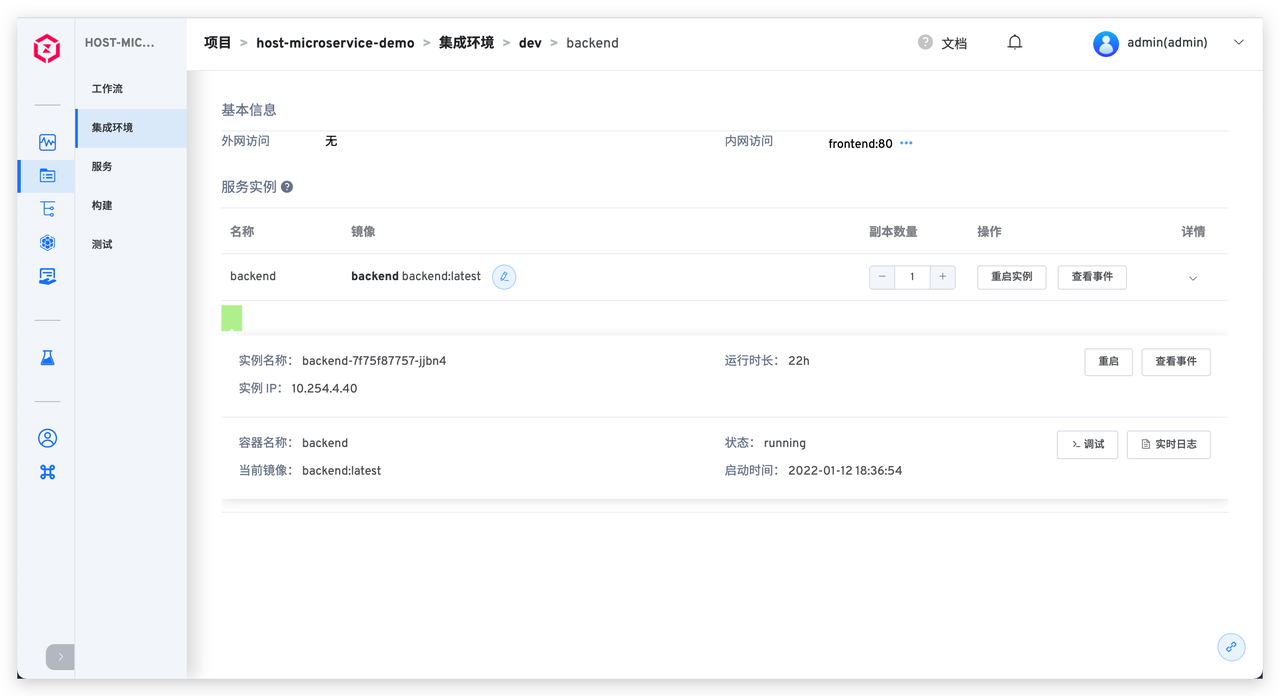 HOST-MIC...
项目 > host-microservice-demo > 集成环境 > dev > backend
文档
admin(admin)
工作流
集成环境
服务
构建
测试
基本信息
外网访问 无 内网访问 frontend:80 •••
服务实例 ?
名称 镜像 副本数量 操作 详情
backend backend backend:latest − 1 + 重启实例 查看事件
实例名称： backend-7f75f87757-jjbn4 运行时长： 22h 重启 查看事件
实例 IP： 10.254.4.40
容器名称： backend 状态： running 调试 实时日志
当前镜像： backend:latest 启动时间： 2022-01-12 18:36:54